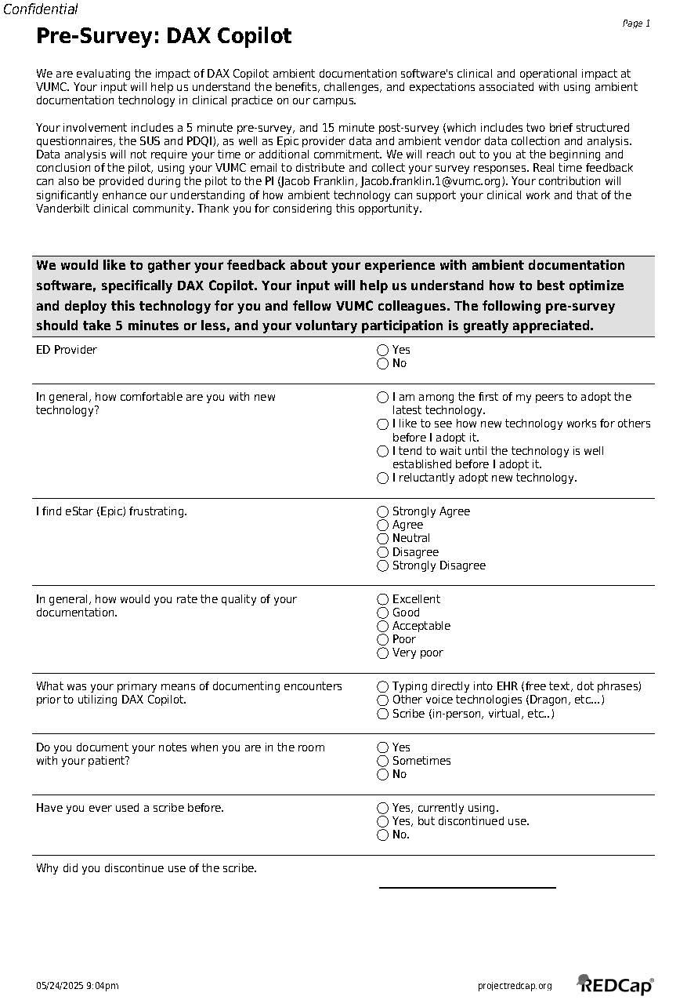 Confidential
Page 1
Pre-Survey: DAX Copilot
We are evaluating the impact of DAX Copilot ambient documentation software's clinical and operational impact at
VUMC. Your input will help us understand the benefits, challenges, and expectations associated with using ambient
documentation technology in clinical practice on our campus.
Your involvement includes a 5 minute pre-survey, and 15 minute post-survey (which includes two brief structured
questionnaires, the SUS and PDQI), as well as Epic provider data and ambient vendor data collection and analysis.
Data analysis will not require your time or additional commitment. We will reach out to you at the beginning and
conclusion of the pilot, using your VUMC email to distribute and collect your survey responses. Real time feedback
can also be provided during the pilot to the PI (Jacob Franklin, Jacob.franklin.1@vumc.org). Your contribution will
significantly enhance our understanding of how ambient technology can support your clinical work and that of the
Vanderbilt clinical community. Thank you for considering this opportunity.
We would like to gather your feedback about your experience with ambient documentation
software, specifically DAX Copilot. Your input will help us understand how to best optimize
and deploy this technology for you and fellow VUMC colleagues. The following pre-survey
should take 5 minutes or less, and your voluntary participation is greatly appreciated.
ED Provider
Yes
No
In general, how comfortable are you with new
technology?
I am among the first of my peers to adopt the
latest technology.
I like to see how new technology works for others
before I adopt it.
I tend to wait until the technology is well
established before I adopt it.
I reluctantly adopt new technology.
I find eStar (Epic) frustrating.
Strongly Agree
Agree
Neutral
Disagree
Strongly Disagree
In general, how would you rate the quality of your
documentation.
Excellent
Good
Acceptable
Poor
Very poor
What was your primary means of documenting encounters
prior to utilizing DAX Copilot.
Typing directly into EHR (free text, dot phrases)
Other voice technologies (Dragon, etc...)
Scribe (in-person, virtual, etc..)
Do you document your notes when you are in the room
with your patient?
Yes
Sometimes
No
Have you ever used a scribe before.
Yes, currently using.
Yes, but discontinued use.
No.
Why did you discontinue use of the scribe.
05/24/2025 9:04pm
projectredcap.org
REDCap®